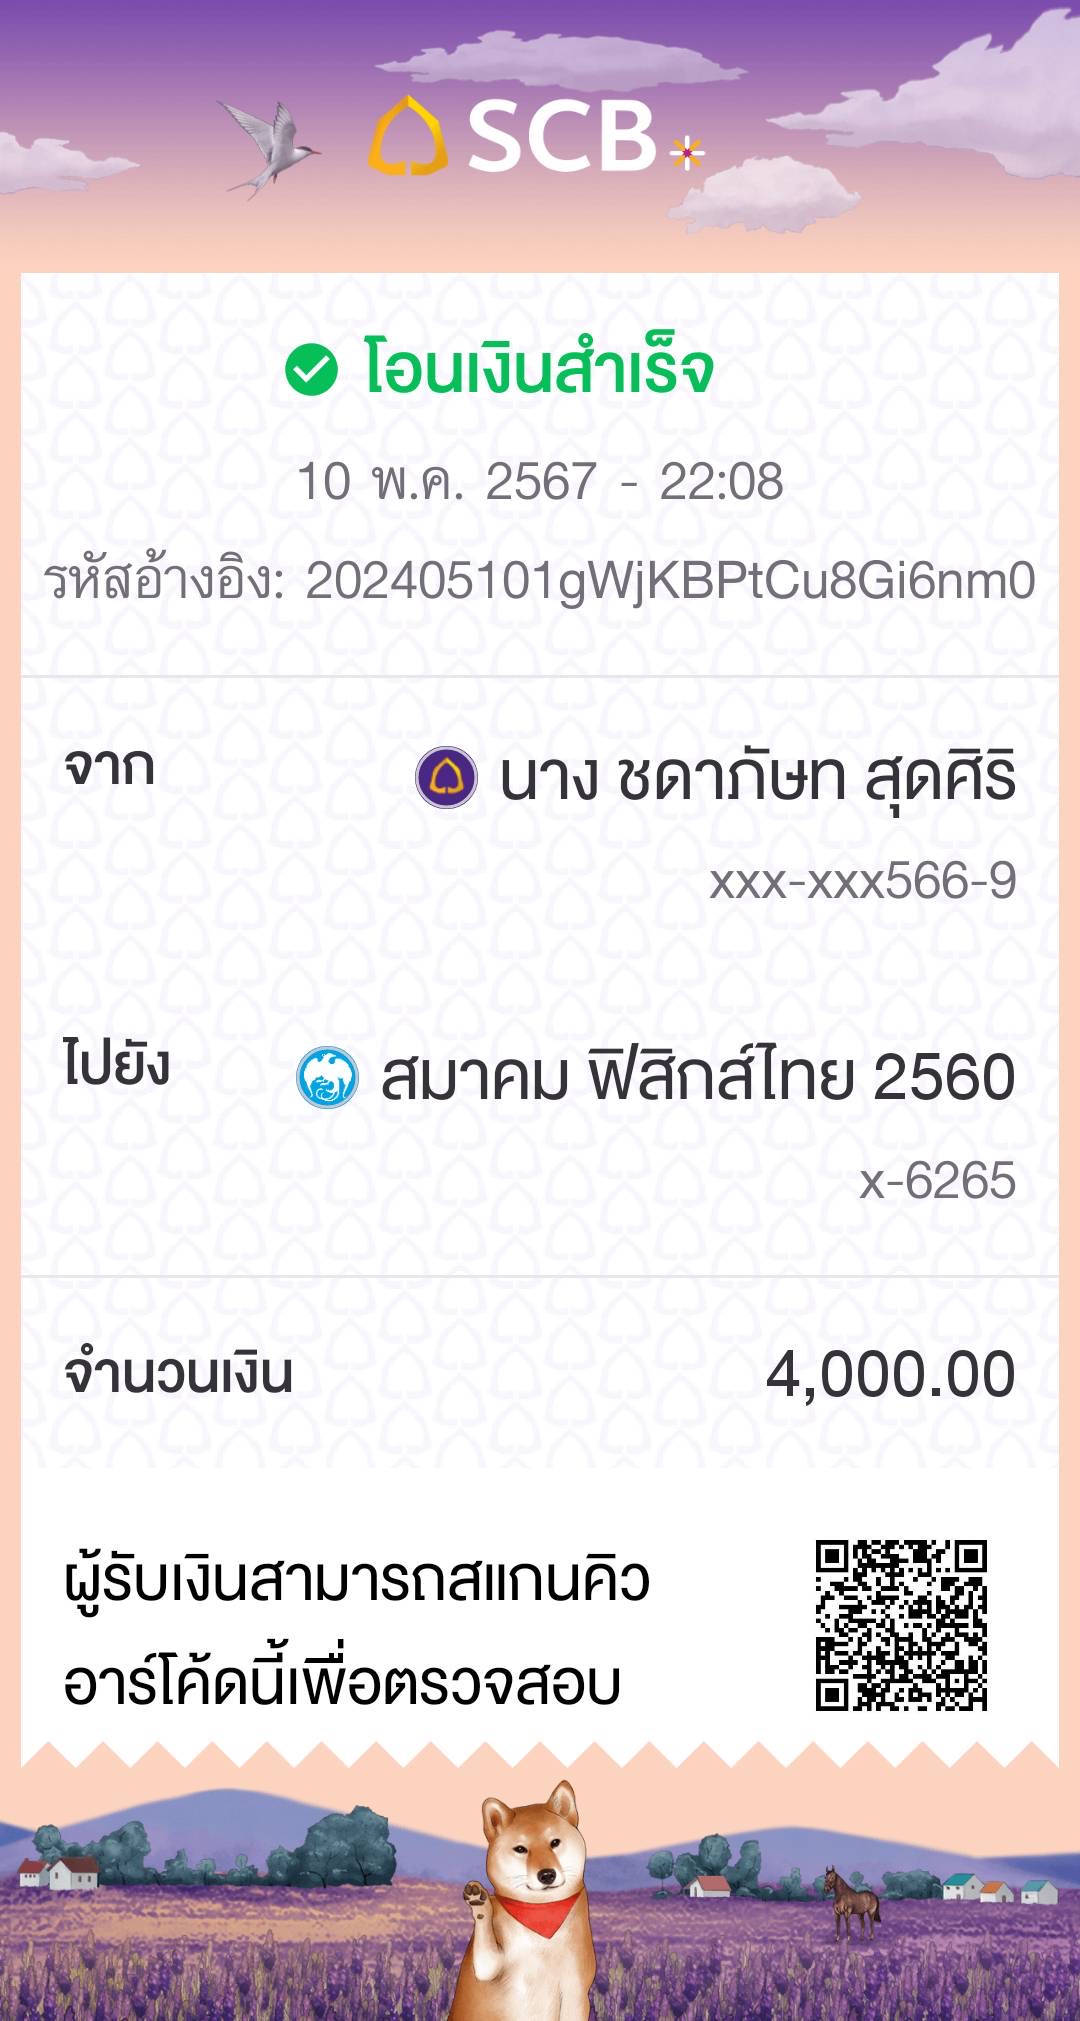 SCB
โอนเงินสำเร็จ
10 พ.ค. 2567 - 22:08
รหัสอ้างอิง: 202405101gWjKBPtCu8Gi6nm0
จาก
นาง ชดาภัษท สุดศิริ
xxx-xxx566-9
ไปยัง
สมาคม ฟิสิกส์ไทย 2560
x-6265
จำนวนเงิน
4,000.00
ผู้รับเงินสามารถสแกนคิว
อาร์โค้ดนี้เพื่อตรวจสอบ